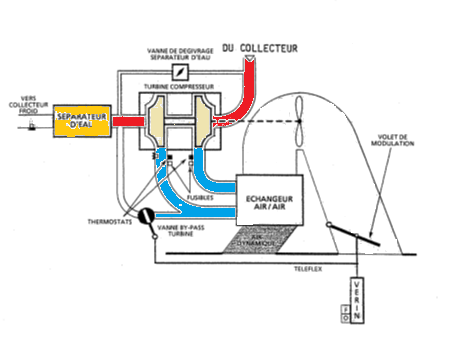 VANNE DE DEGIVRAGE
SEPARATEUR D'EAU
DU COLLECTEUR
TURBINE COMPRESSEUR
VERS
COLLECTEUR
FROID
SEPARATEUR
D'EAU
VOLET DE
MODULATION
FUSIBLES
THERMOSTATS
ECHANGEUR
AIR / AIR
VANNE BY-PASS
TURBINE
AIR
DYNAMIQUE
TELEFLEX
VERIN
F
O